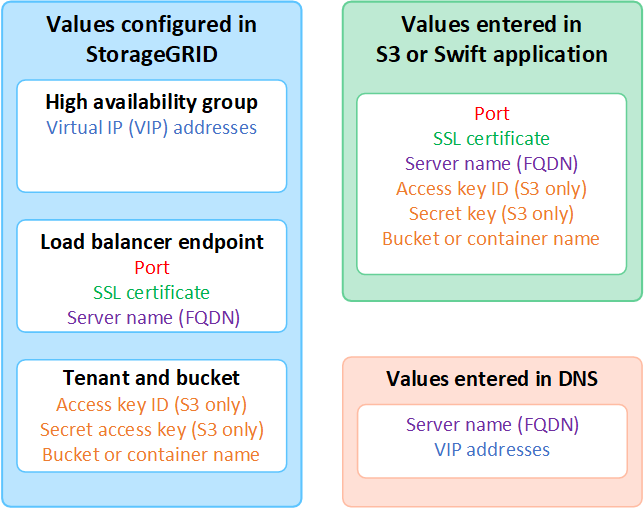 Values configured in
StorageGRID
High availability group
Virtual IP (VIP) addresses
Load balancer endpoint
Port
SSL certificate
Server name (FQDN)
Tenant and bucket
Access key ID (S3 only)
Secret access key (S3 only)
Bucket or container name
Values entered in
S3 or Swift application
Port
SSL certificate
Server name (FQDN)
Access key ID (S3 only)
Secret key (S3 only)
Bucket or container name
Values entered in DNS
Server name (FQDN)
VIP addresses